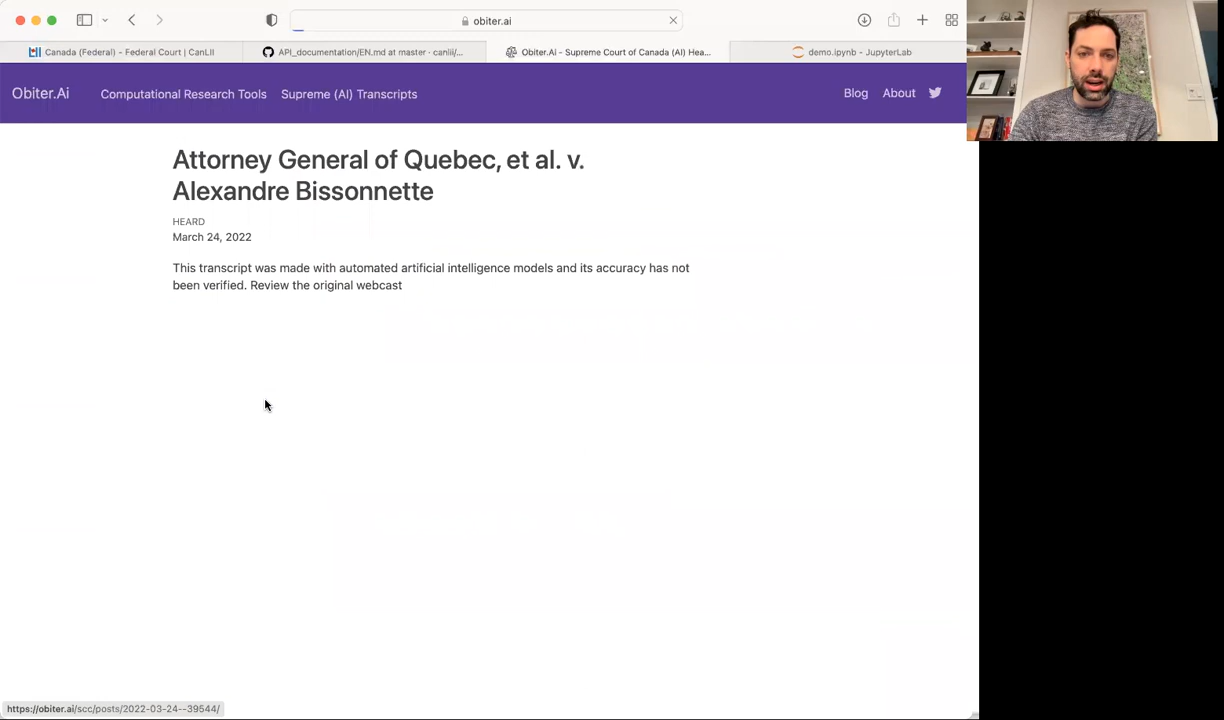 obiter.ai
Canada (Federal) - Federal Court | CanLII
API_documentation/EN.md at master · canlii/...
Obiter.Ai - Supreme Court of Canada (AI) Hea...
demo.ipynb - JupyterLab
Obiter.Ai
Computational Research Tools
Supreme (AI) Transcripts
Blog
About
Attorney General of Quebec, et al. v.
Alexandre Bissonnette
HEARD
March 24, 2022
This transcript was made with automated artificial intelligence models and its accuracy has not
been verified. Review the original webcast
https://obiter.ai/scc/posts/2022-03-24--39544/